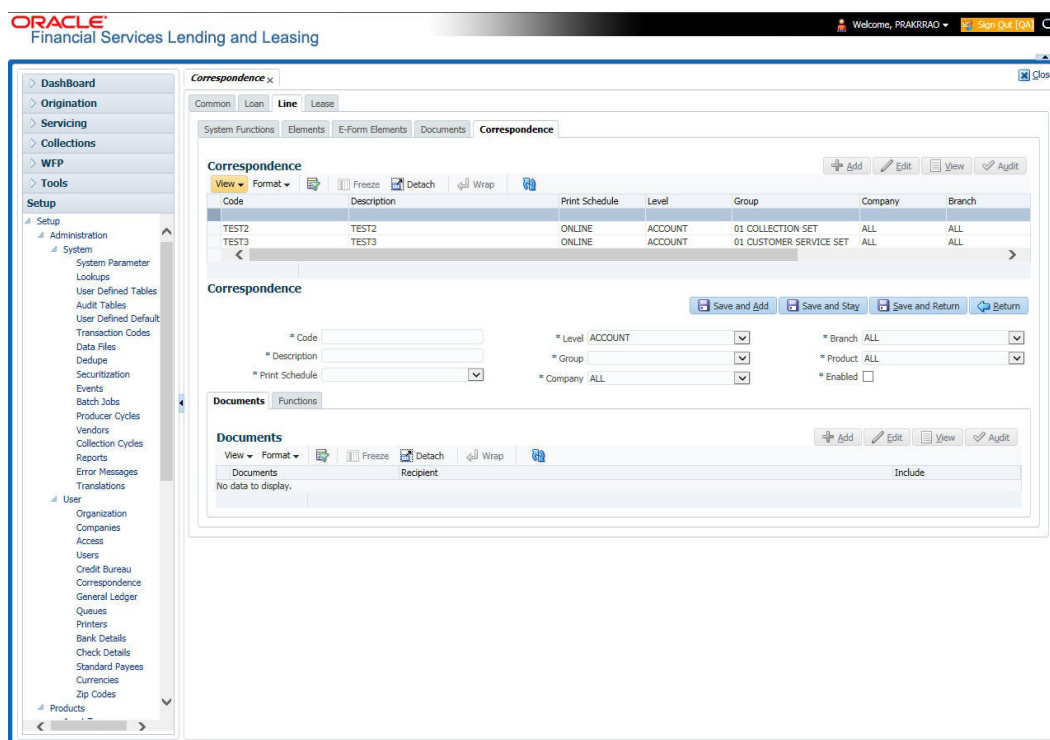 ORACLE
Financial Services Lending and Leasing
Welcome, PRAKRRAO
Sign Out [QA]
Close
DashBoard
Origination
Servicing
Collections
WFP
Tools
Setup
Setup
Administration
System
System Parameter
Lookups
User Defined Tables
Audit Tables
User Defined Default
Transaction Codes
Data Files
Dedupe
Securitization
Events
Batch Jobs
Producer Cycles
Vendors
Collection Cycles
Reports
Error Messages
Translations
User
Organization
Companies
Access
Users
Credit Bureau
Correspondence
General Ledger
Queues
Printers
Bank Details
Check Details
Standard Payees
Currencies
Zip Codes
Products
Correspondence x
Common Loan Line Lease
System Functions Elements E-Form Elements Documents Correspondence
Correspondence
Add Edit View Audit
View Format Freeze Detach Wrap
Code Description Print Schedule Level Group Company Branch
TEST2 TEST2 ONLINE ACCOUNT 01 COLLECTION SET ALL ALL
TEST3 TEST3 ONLINE ACCOUNT 01 CUSTOMER SERVICE SET ALL ALL
Correspondence
Save and Add Save and Stay Save and Return Return
* Code * Level ACCOUNT * Branch ALL
* Description * Group * Product ALL
* Print Schedule * Company ALL * Enabled
Documents Functions
Documents
Add Edit View Audit
View Format Freeze Detach Wrap
Documents Recipient Include
No data to display.